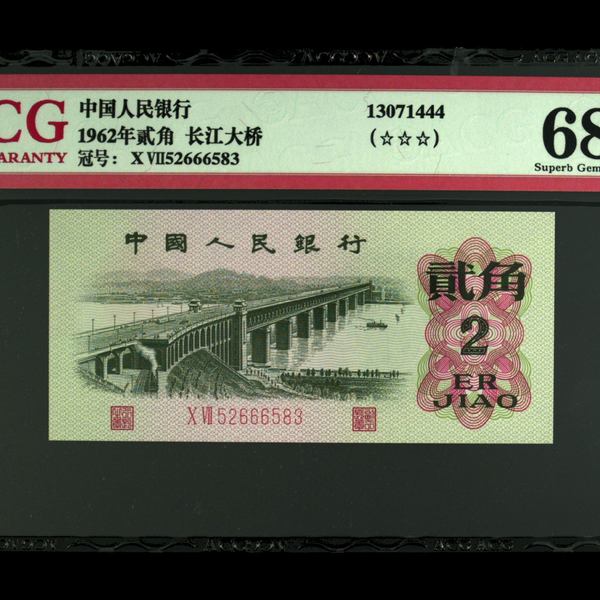 CG
ARANTY
中国人民银行
1962年贰角 长江大桥
冠号: X VII52666583
13071444
(☆☆☆)
68
Superb Gem
中國人民銀行
貳角
2
ER
JIAO
X VII 52666583